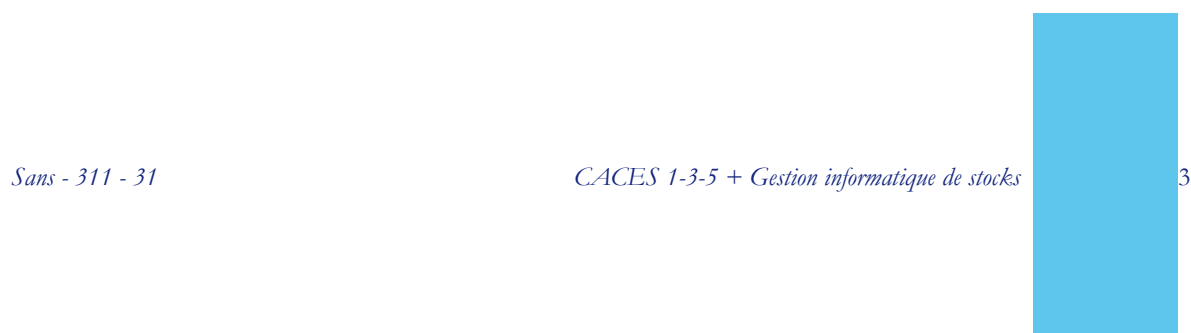 Sans - 311 - 31 CACES 1-3-5 + Gestion informatique de stocks 3